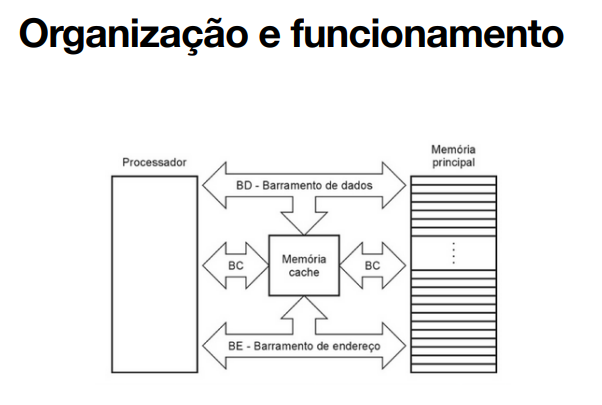 Organização e funcionamento
Processador
Memória
principal
BD - Barramento de dados
BC
Memória
cache
BC
BE - Barramento de endereço